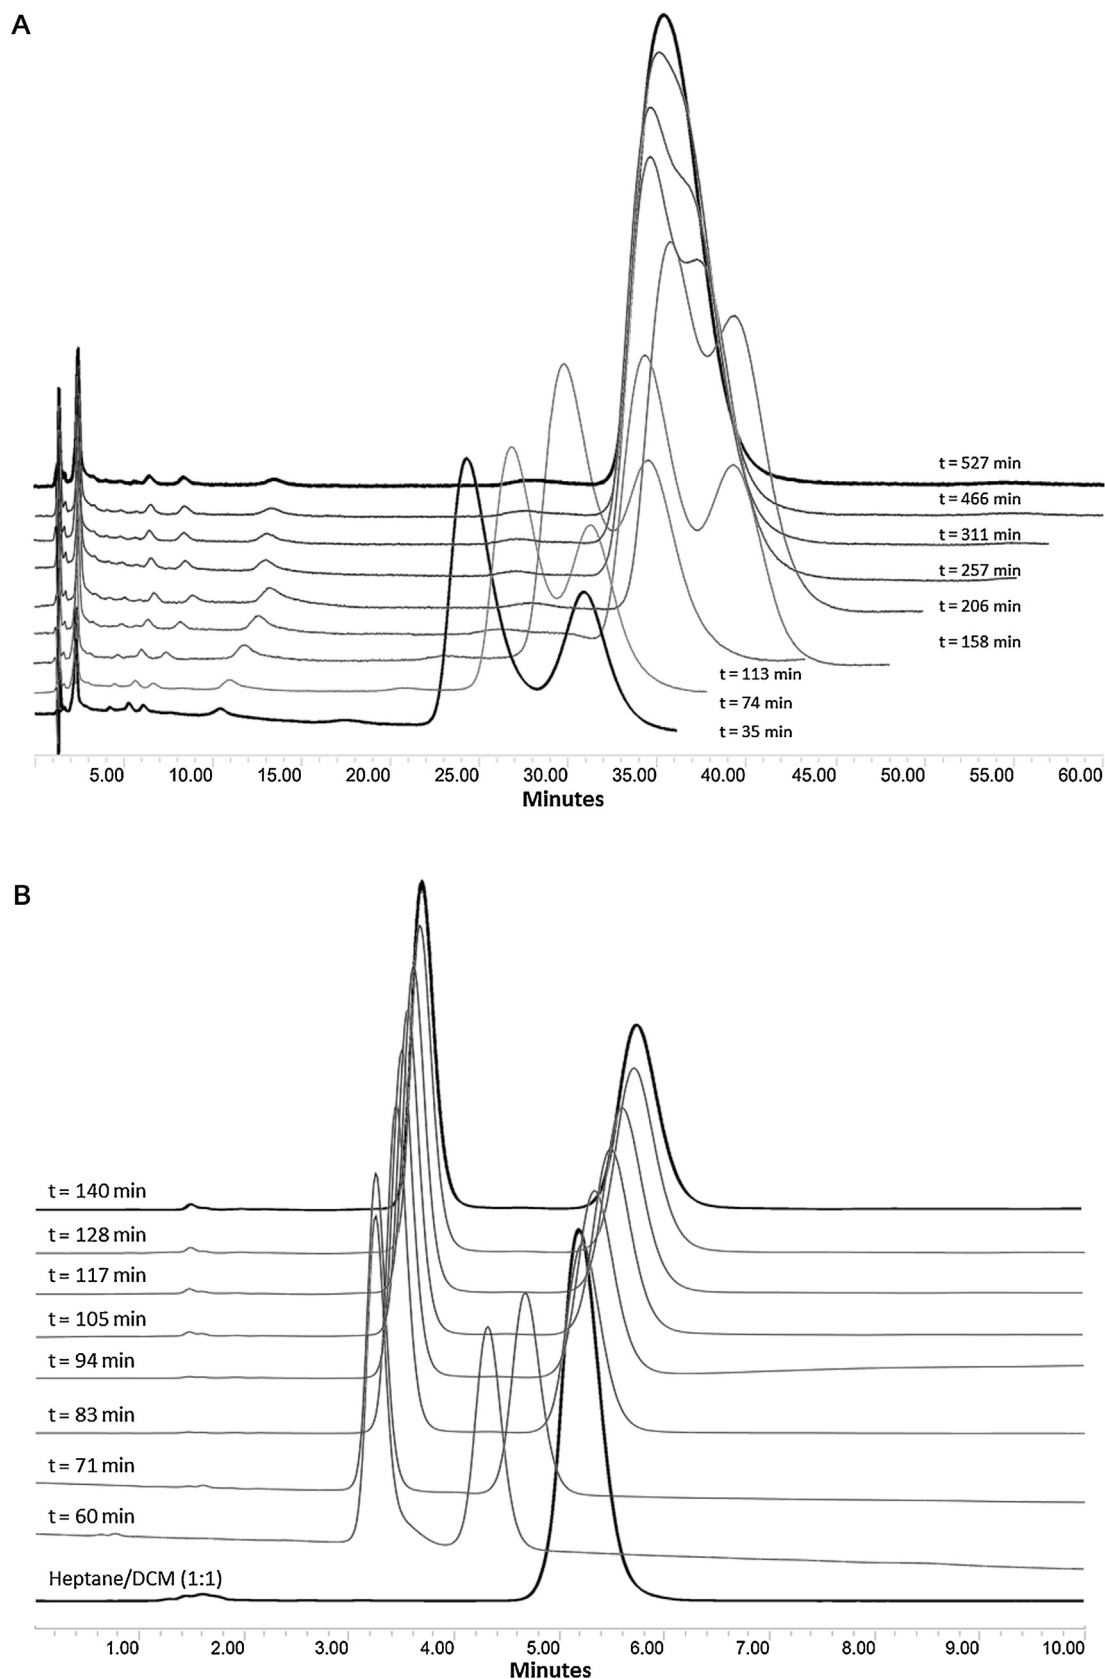 A
t = 527 min
t = 466 min
t = 311 min
t = 257 min
t = 206 min
t = 158 min
t = 113 min
t = 74 min
t = 35 min
5.00 10.00 15.00 20.00 25.00 30.00 35.00 40.00 45.00 50.00 55.00 60.00
Minutes
B
t = 140 min
t = 128 min
t = 117 min
t = 105 min
t = 94 min
t = 83 min
t = 71 min
t = 60 min
Heptane/DCM (1:1)
1.00 2.00 3.00 4.00 5.00 6.00 7.00 8.00 9.00 10.00
Minutes